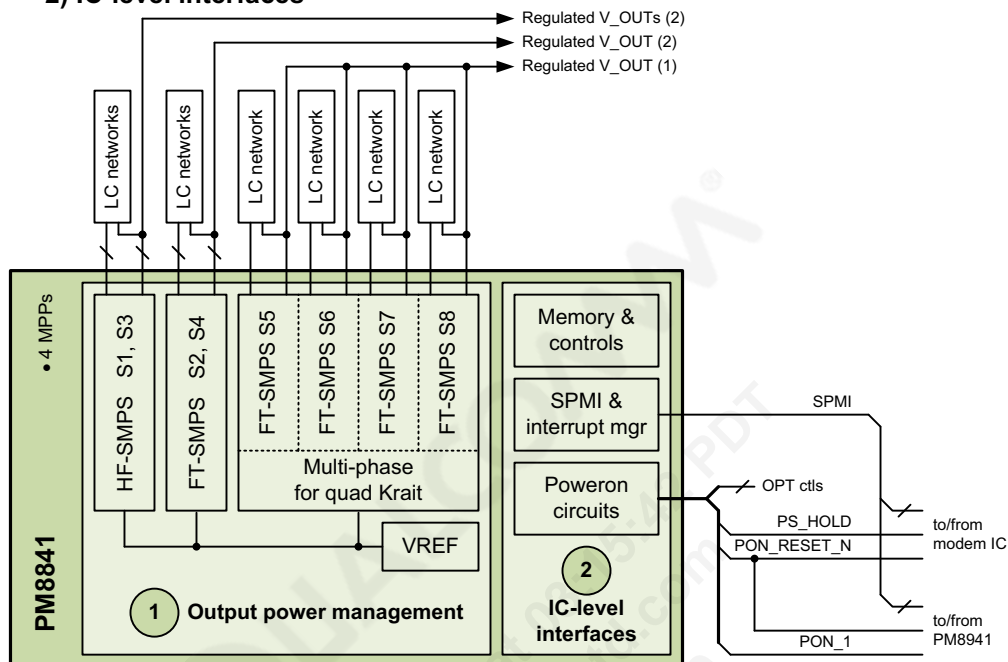 2) IC-level interfaces
Regulated V_OUTs (2)
Regulated V_OUT (2)
Regulated V_OUT (1)
LC networks
LC networks
LC network
LC network
LC network
LC network
• 4 MPPs
HF-SMPS S1, S3
FT-SMPS S2, S4
FT-SMPS S5
FT-SMPS S6
FT-SMPS S7
FT-SMPS S8
Multi-phase
for quad Krait
VREF
PM8841
1 Output power management
Memory &
controls
SPMI &
interrupt mgr
Poweron
circuits
2
IC-level
interfaces
SPMI
OPT ctls
PS_HOLD
PON_RESET_N
to/from
modem IC
to/from
PM8941
PON_1
QUALCOMM